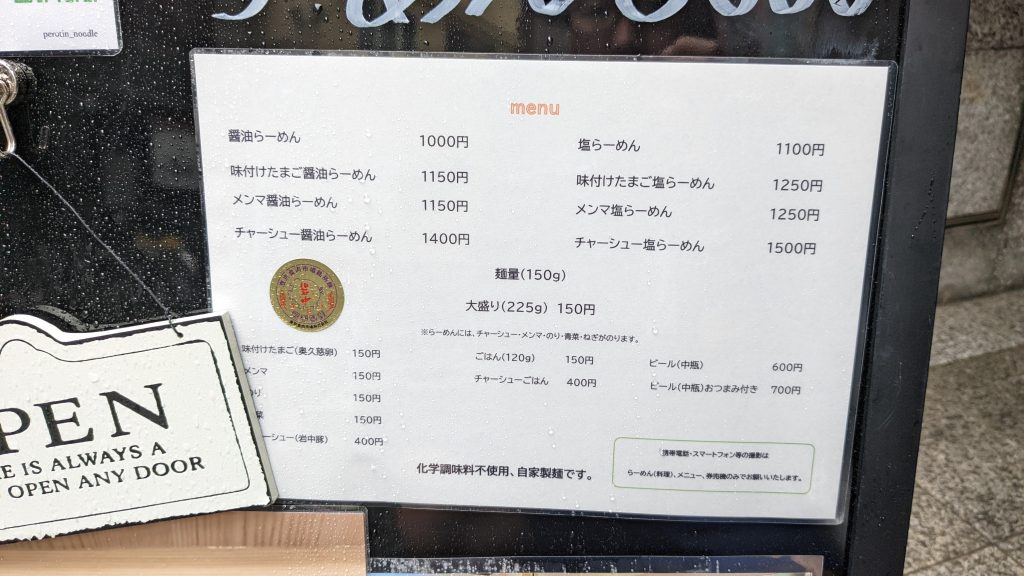 perutin_noodle
menu
醤油らーめん 1000円
味付けたまご醤油らーめん 1150円
メンマ醤油らーめん 1150円
チャーシュー醤油らーめん 1400円
塩らーめん 1100円
味付けたまご塩らーめん 1250円
メンマ塩らーめん 1250円
チャーシュー塩らーめん 1500円
麺量(150g)
大盛り(225g) 150円
※らーめんには、チャーシュー・メンマ・のり・青菜・ねぎがのります。
味付けたまご(奥久慈卵) 150円
メンマ 150円
り 150円
菜 150円
ーシュー(岩中豚) 400円
ごはん(120g) 150円
チャーシューごはん 400円
ビール(中瓶) 600円
ビール(中瓶)おつまみ付き 700円
化学調味料不使用、自家製麺です。
携帯電話・スマートフォン等の撮影は
らーめん(料理)、メニュー、券売機のみでお願いいたします。
PEN
E IS ALWAYS A
OPEN ANY DOOR